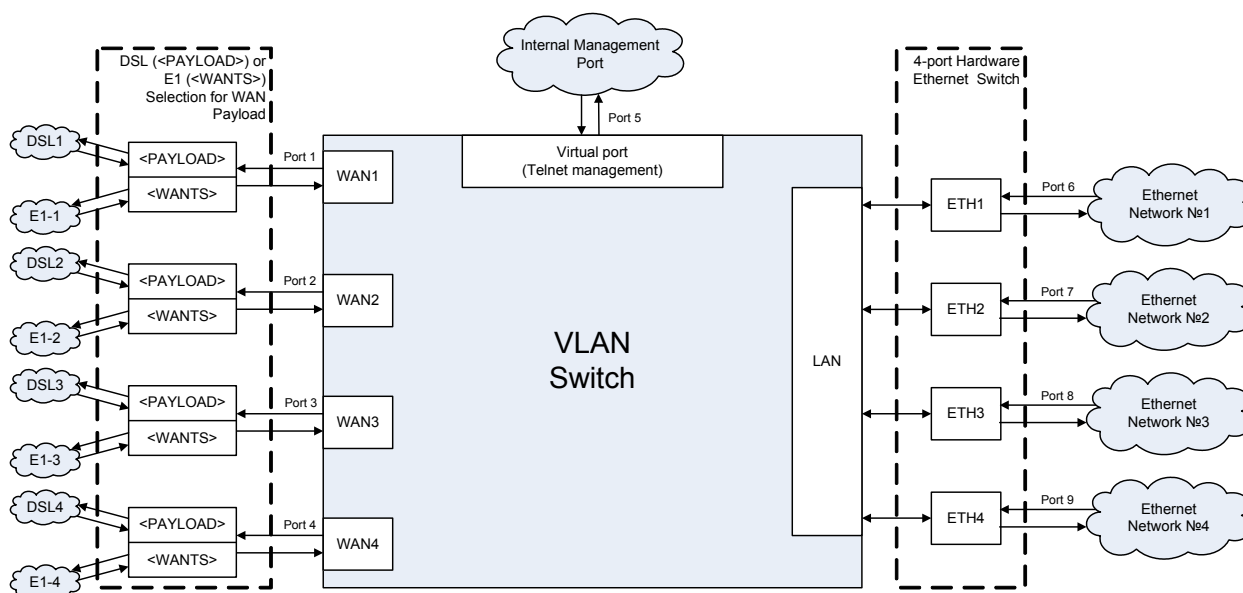 Internal Management
Port
Port 5
Virtual port
(Telnet management)
DSL (<PAYLOAD>) or
E1 (<WANTS>)
Selection for WAN
Payload
4-port Hardware
Ethernet Switch
DSL1
E1-1
<PAYLOAD>
<WANTS>
Port 1
WAN1
DSL2
E1-2
<PAYLOAD>
<WANTS>
Port 2
WAN2
DSL3
E1-3
<PAYLOAD>
<WANTS>
Port 3
WAN3
DSL4
E1-4
<PAYLOAD>
<WANTS>
Port 4
WAN4
VLAN
Switch
LAN
ETH1
Port 6
Ethernet
Network №1
ETH2
Port 7
Ethernet
Network №2
ETH3
Port 8
Ethernet
Network №3
ETH4
Port 9
Ethernet
Network №4